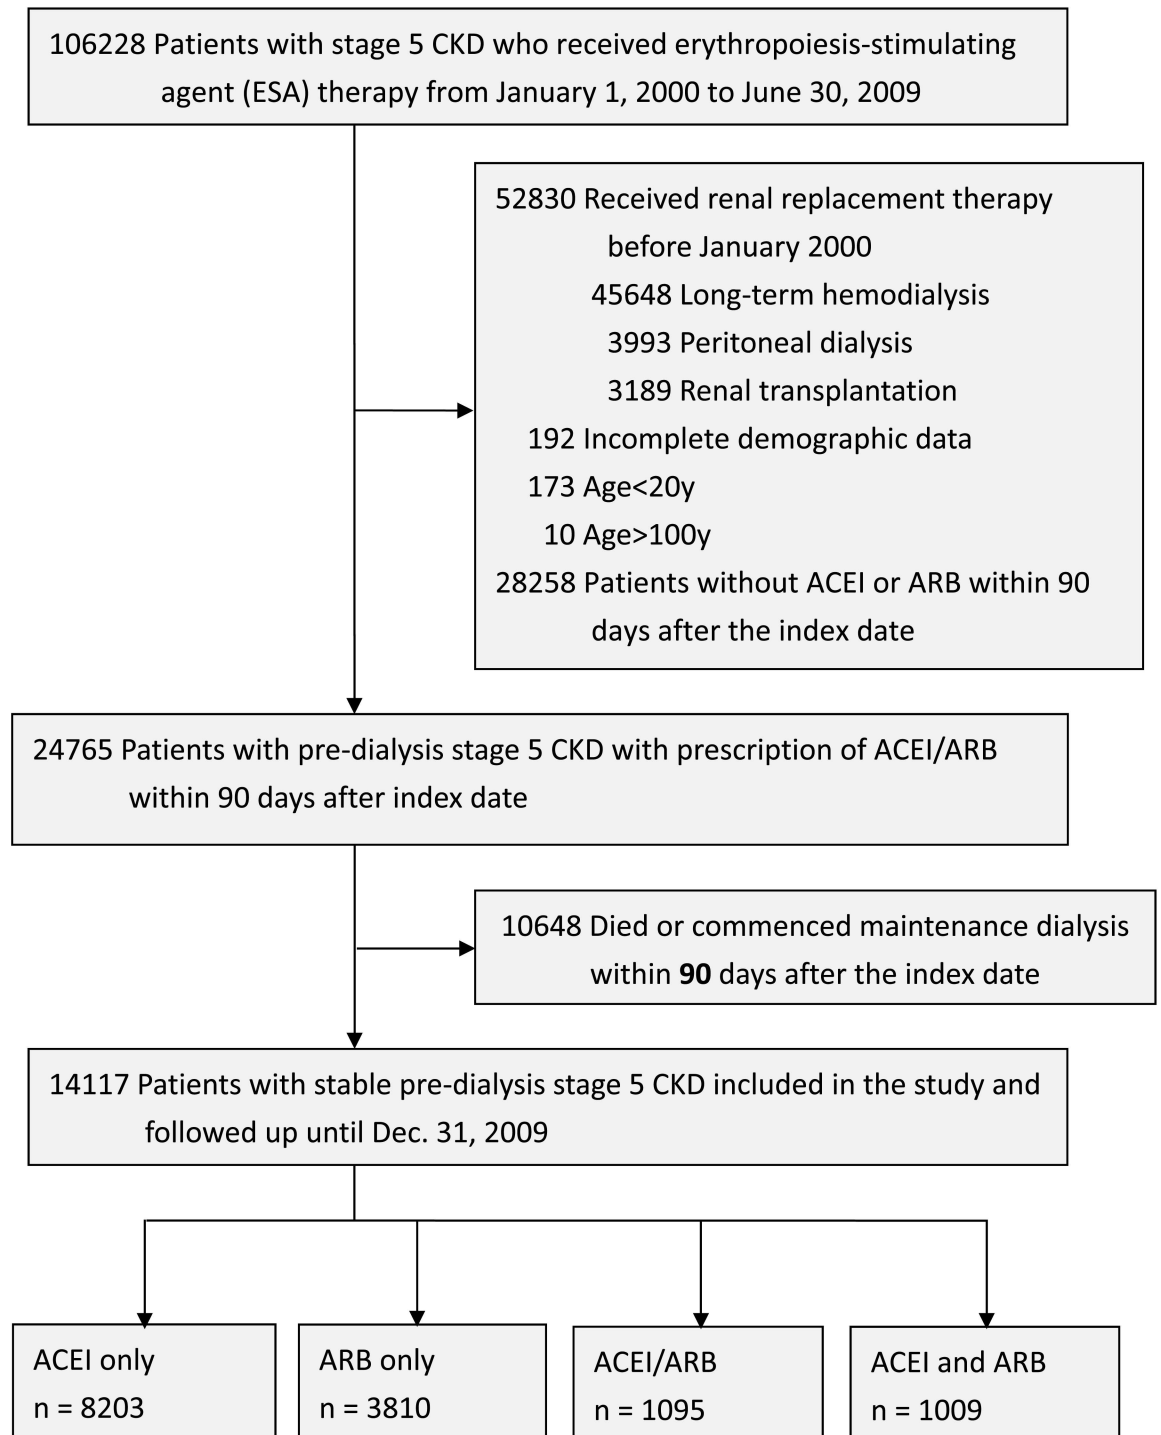 106228 Patients with stage 5 CKD who received erythropoiesis-stimulating
agent (ESA) therapy from January 1, 2000 to June 30, 2009
52830 Received renal replacement therapy
before January 2000
45648 Long-term hemodialysis
3993 Peritoneal dialysis
3189 Renal transplantation
192 Incomplete demographic data
173 Age<20y
10 Age>100y
28258 Patients without ACEI or ARB within 90
days after the index date
24765 Patients with pre-dialysis stage 5 CKD with prescription of ACEI/ARB
within 90 days after index date
10648 Died or commenced maintenance dialysis
within 90 days after the index date
14117 Patients with stable pre-dialysis stage 5 CKD included in the study and
followed up until Dec. 31, 2009
ACEI only
n = 8203
ARB only
n = 3810
ACEI/ARB
n = 1095
ACEI and ARB
n = 1009